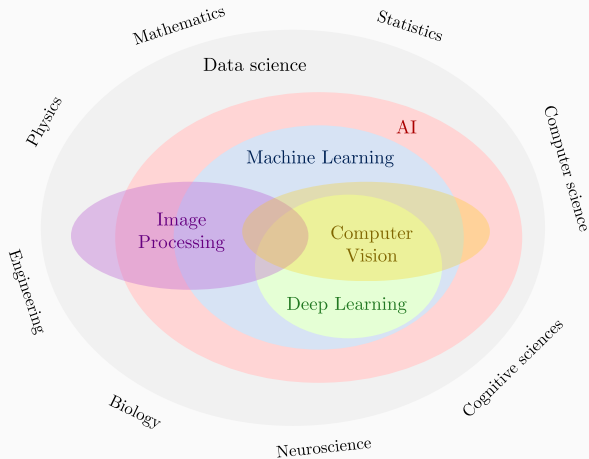 Mathematics
Statistics
Data science
Physics
AI
Computer science
Machine Learning
Image
Processing
Computer
Vision
Engineering
Deep Learning
Cognitive sciences
Biology
Neuroscience